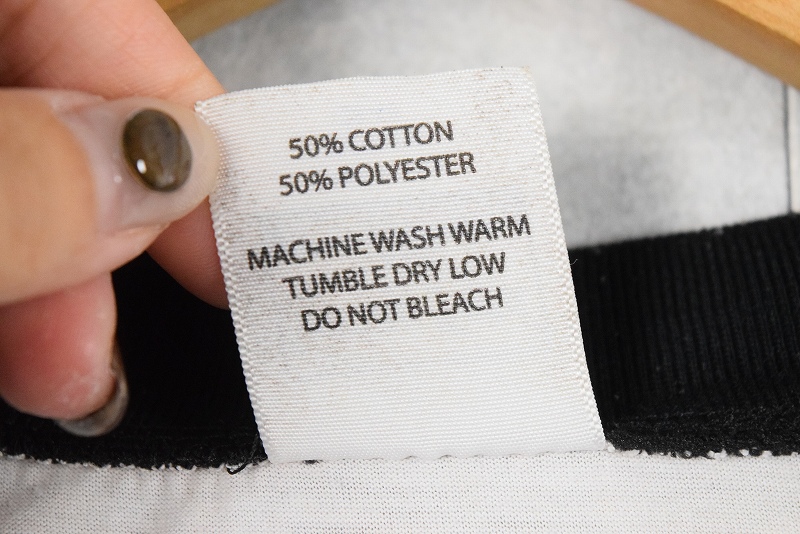 50% COTTON
50% POLYESTER
MACHINE WASH WARM
TUMBLE DRY LOW
DO NOT BLEACH